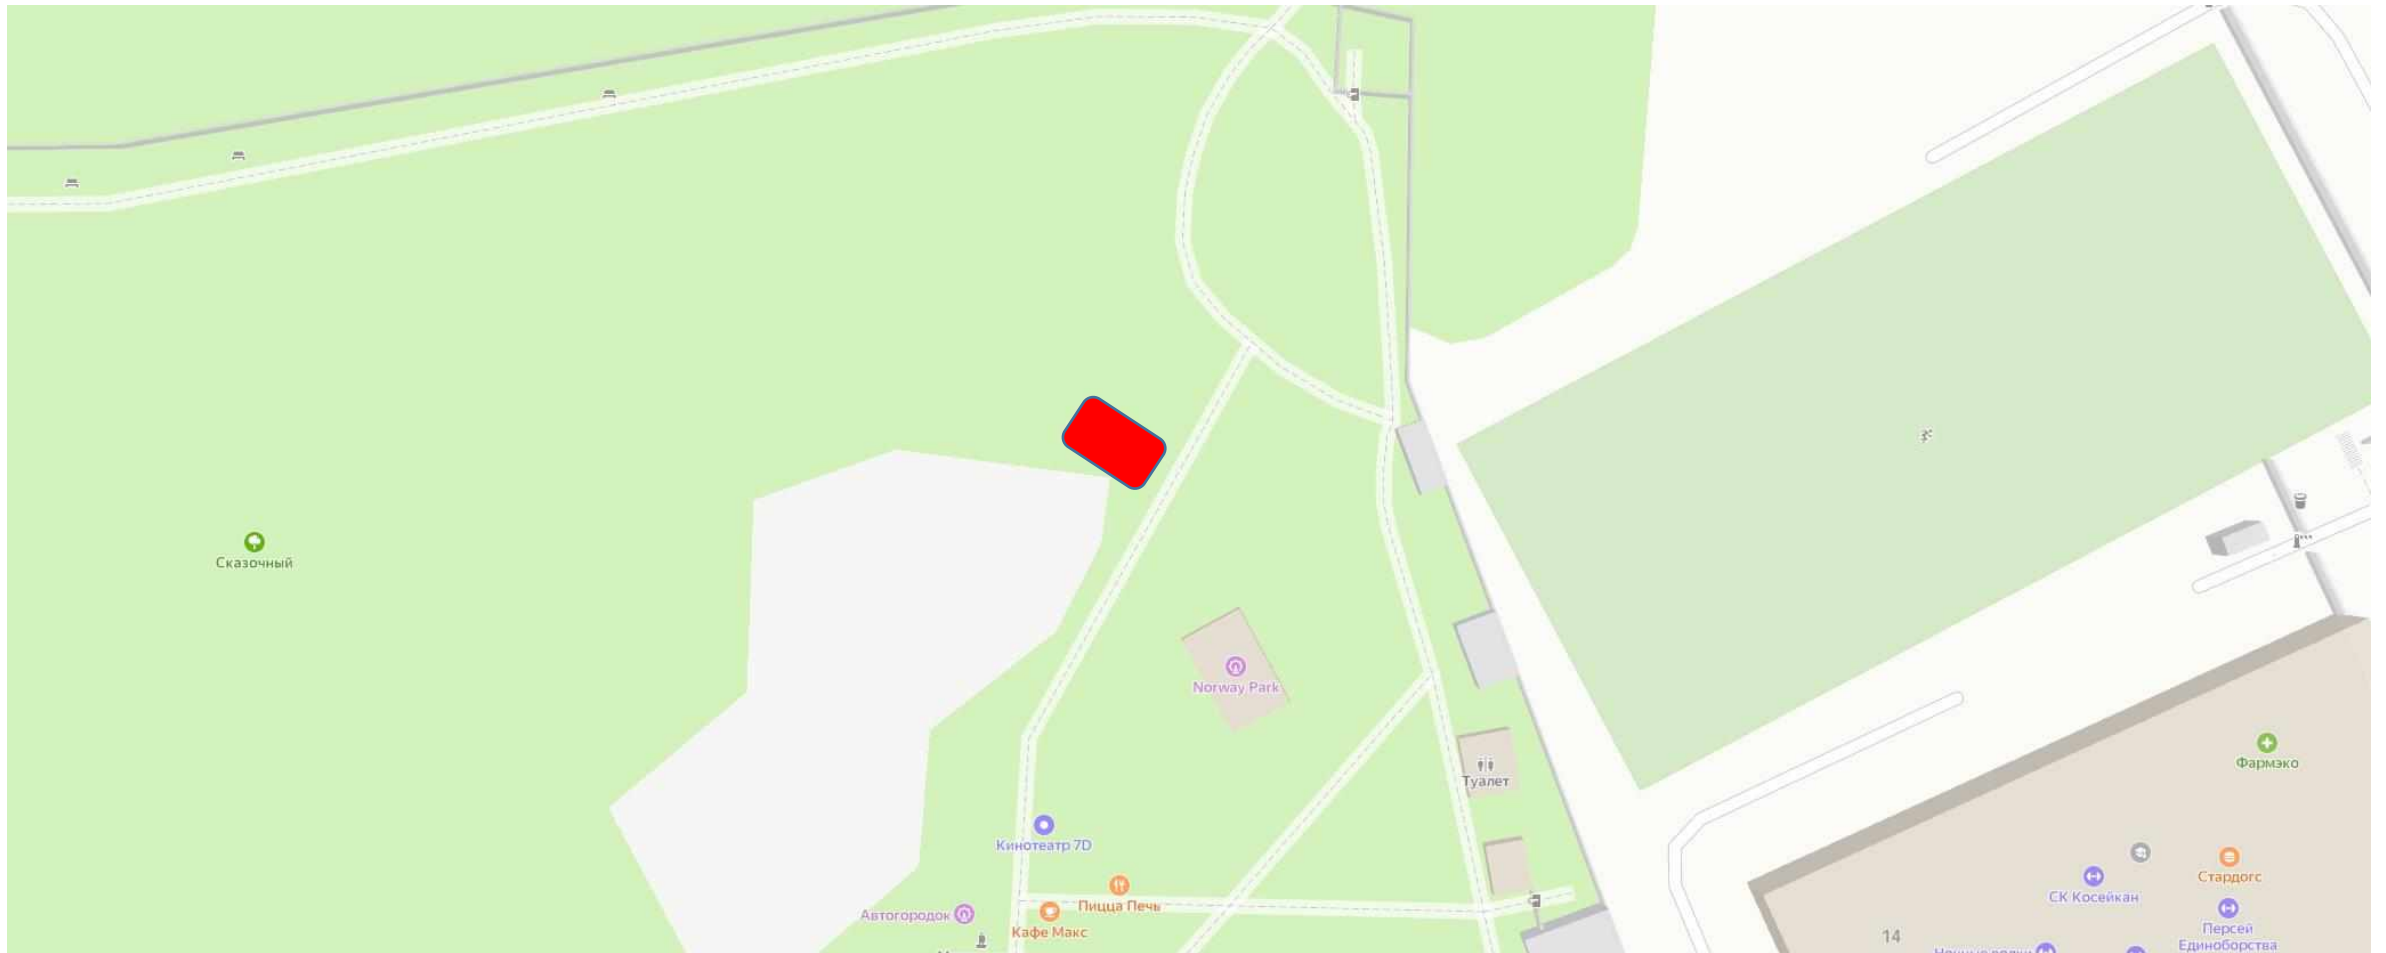 Сказочный
Norway Park
Туалет
Фармэко
Кинотеатр 7D
Стардогс
СК Косейкан
Пицца Печь
Автогородок
Кафе Макс
14
Персей
Единоборства